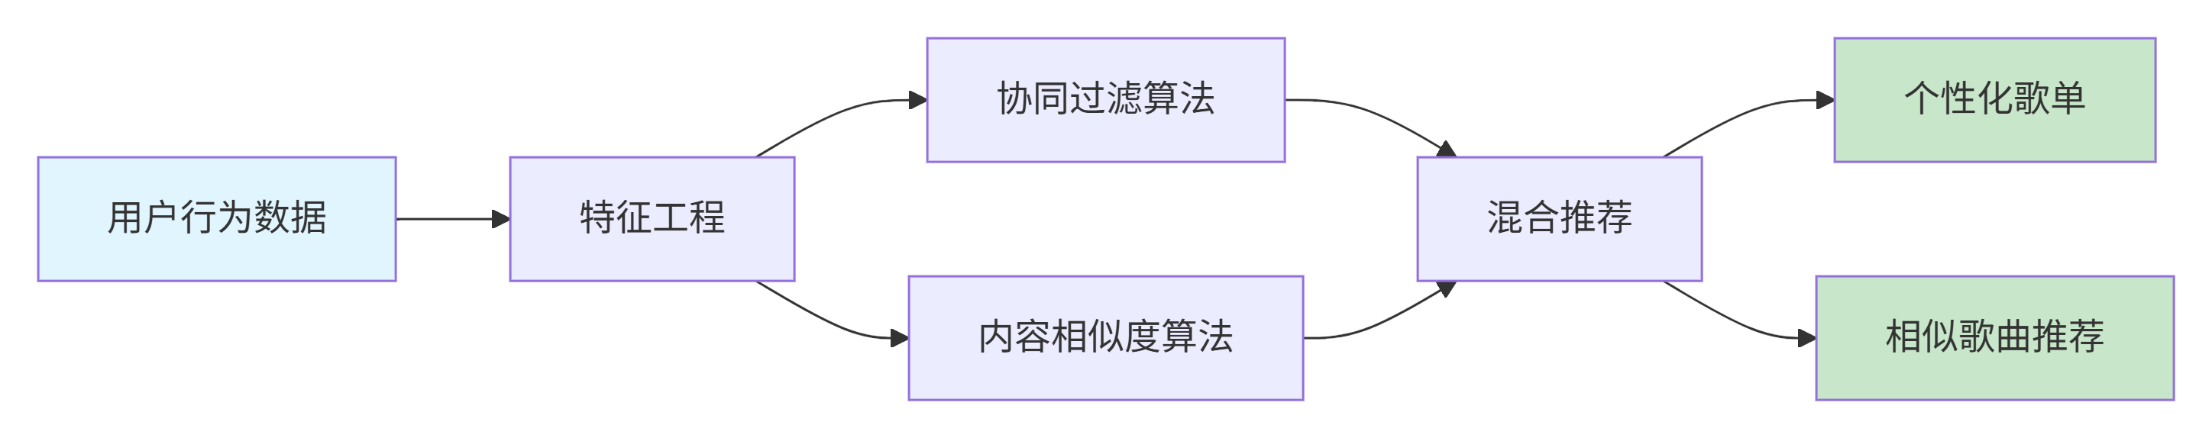 用户行为数据
特征工程
协同过滤算法
内容相似度算法
混合推荐
个性化歌单
相似歌曲推荐